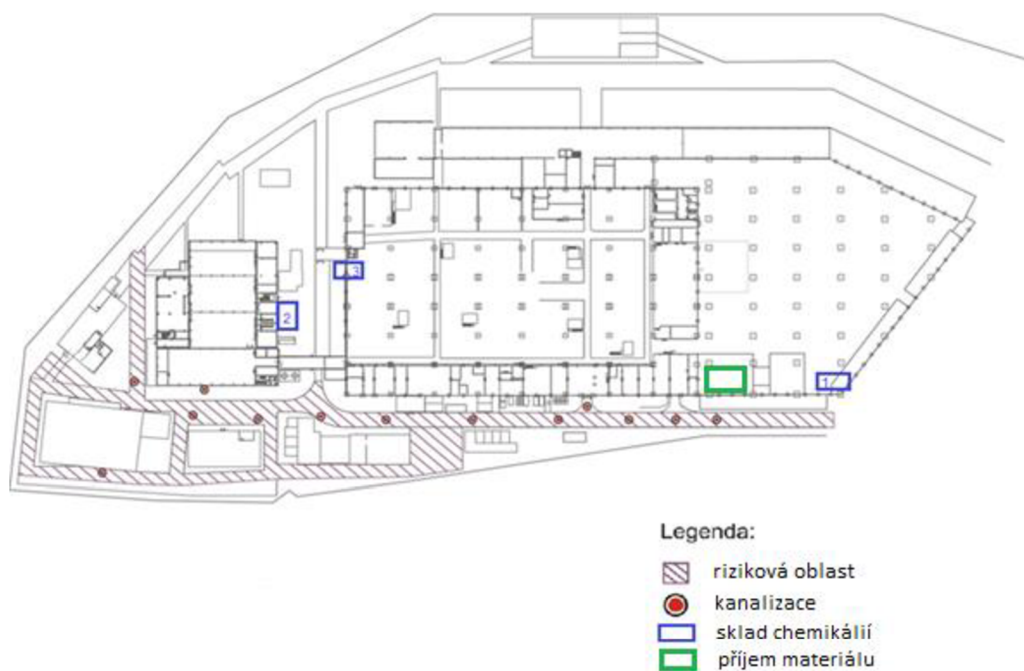 3
2
1
Legenda:
riziková oblast
kanalizace
sklad chemikálií
příjem materiálu